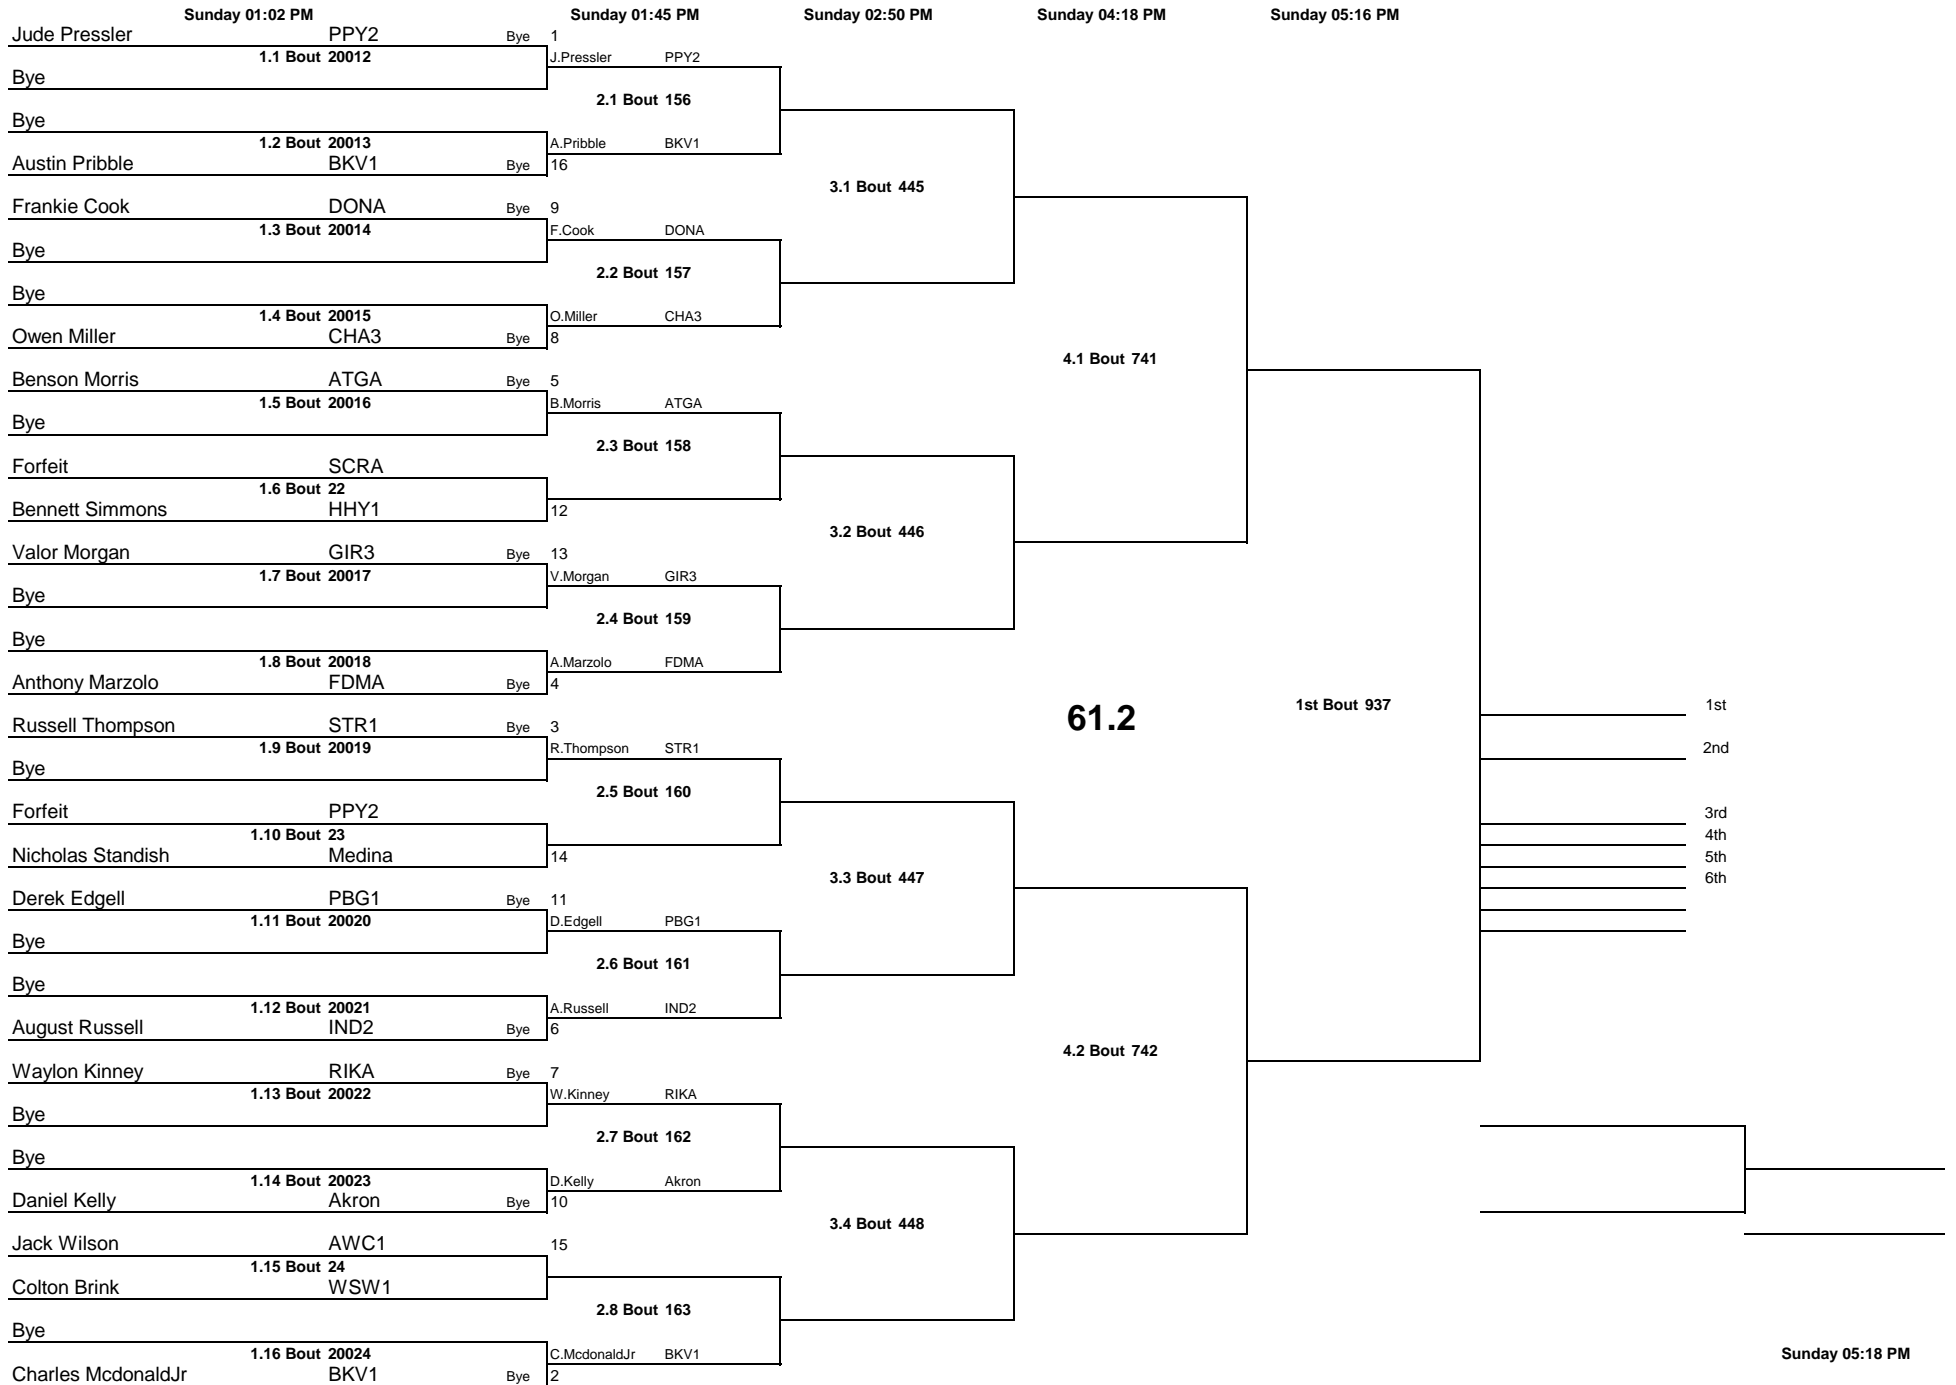 Sunday 01:02 PM Sunday 01:45 PM Sunday 02:50 PM Sunday 04:18 PM Sunday 05:16 PM
Jude Pressler PPY2 Bye 1
1.1 Bout 20012 J.Pressler PPY2
Bye
2.1 Bout 156
Bye
1.2 Bout 20013 A.Pribble BKV1
Austin Pribble BKV1 Bye 16
3.1 Bout 445
Frankie Cook DONA Bye 9
1.3 Bout 20014 F.Cook DONA
Bye
2.2 Bout 157
Bye
1.4 Bout 20015 O.Miller CHA3
Owen Miller CHA3 Bye 8
4.1 Bout 741
Benson Morris ATGA Bye 5
1.5 Bout 20016 B.Morris ATGA
Bye
2.3 Bout 158
Forfeit SCRA
1.6 Bout 22
Bennett Simmons HHY1 12
3.2 Bout 446
Valor Morgan GIR3 Bye 13
1.7 Bout 20017 V.Morgan GIR3
Bye
2.4 Bout 159
Bye
1.8 Bout 20018 A.Marzolo FDMA
Anthony Marzolo FDMA Bye 4
61.2 1st Bout 937 1st
Russell Thompson STR1 Bye 3
1.9 Bout 20019 R.Thompson STR1 2nd
Bye
2.5 Bout 160
Forfeit PPY2 3rd
1.10 Bout 23 4th
Nicholas Standish Medina 14 5th
3.3 Bout 447 6th
Derek Edgell PBG1 Bye 11
1.11 Bout 20020 D.Edgell PBG1
Bye
2.6 Bout 161
Bye
1.12 Bout 20021 A.Russell IND2
August Russell IND2 Bye 6
4.2 Bout 742
Waylon Kinney RIKA Bye 7
1.13 Bout 20022 W.Kinney RIKA
Bye
2.7 Bout 162
Bye
1.14 Bout 20023 D.Kelly Akron
Daniel Kelly Akron Bye 10
3.4 Bout 448
Jack Wilson AWC1 15
1.15 Bout 24
Colton Brink WSW1
2.8 Bout 163
Bye
1.16 Bout 20024 C.McdonaldJr BKV1 Sunday 05:18 PM
Charles McdonaldJr BKV1 Bye 2